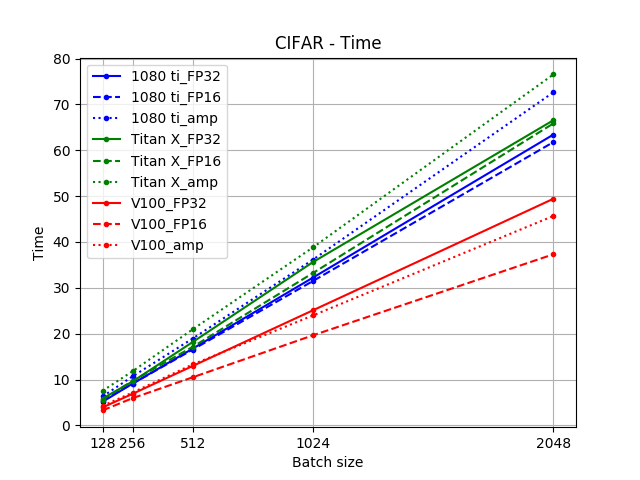 CIFAR - Time
80
70
60
50
40
30
20
10
0
Time
1080 ti_FP32
1080 ti_FP16
1080 ti_amp
Titan X_FP32
Titan X_FP16
Titan X_amp
V100_FP32
V100_FP16
V100_amp
128 256 512 1024 2048
Batch size